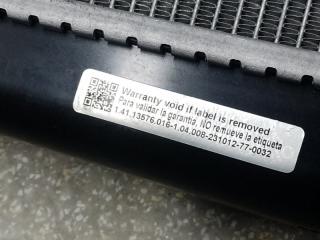 Warranty void if label is removed
Para validar la garantia, NO remueve la etiqueta
1.41.13576.016-1.04.008-231012-77-0032